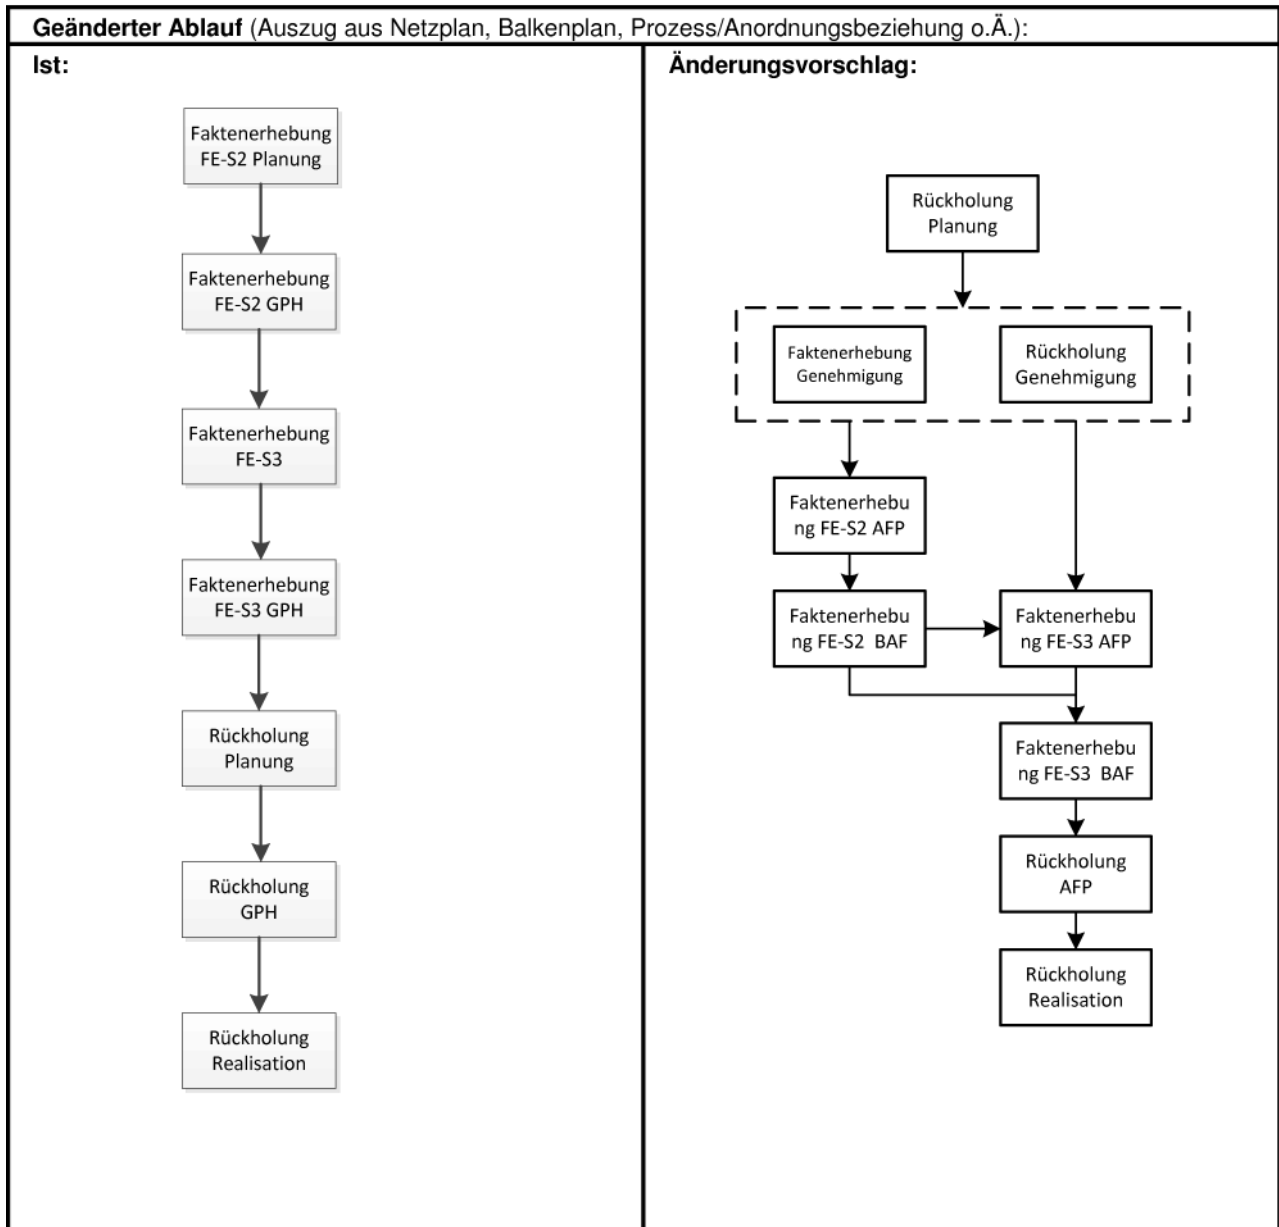 Geänderter Ablauf (Auszug aus Netzplan, Balkenplan, Prozess/Anordnungsbeziehung o.Ä.):
Ist:
Faktenerhebung
FE-S2 Planung
Faktenerhebung
FE-S2 GPH
Faktenerhebung
FE-S3
Faktenerhebung
FE-S3 GPH
Rückholung
Planung
Rückholung
GPH
Rückholung
Realisation
Änderungsvorschlag:
Rückholung
Planung
Faktenerhebung
Genehmigung
Rückholung
Genehmigung
Faktenerhebu
ng FE-S2 AFP
Faktenerhebu
ng FE-S2 BAF
Faktenerhebu
ng FE-S3 AFP
Faktenerhebu
ng FE-S3 BAF
Rückholung
AFP
Rückholung
Realisation